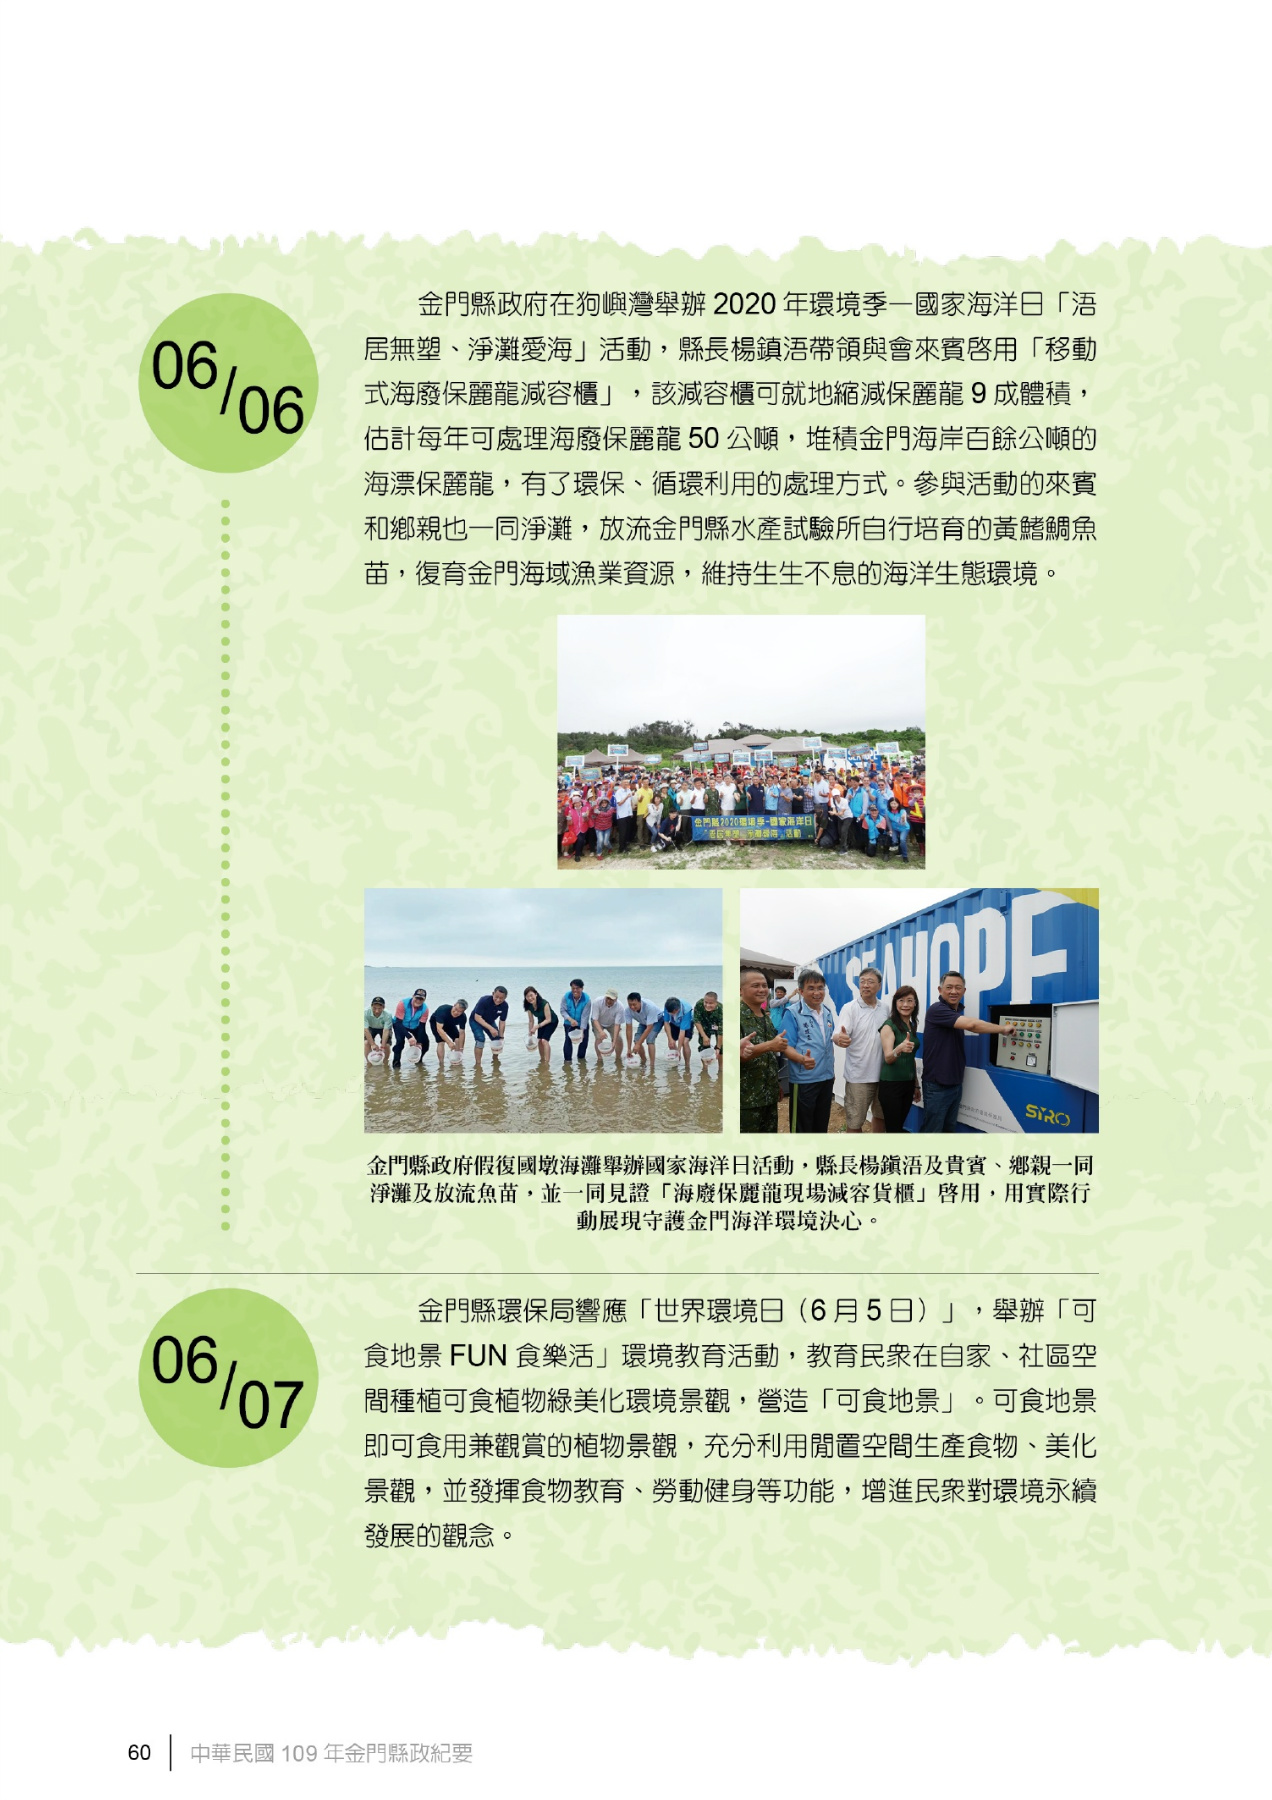 06/06
金門縣政府在狗嶼灣舉辦 2020 年環境季—國家海洋日「浯
居無塑、淨灘愛海」活動，縣長楊鎮浯帶領與會來賓啓用「移動
式海廢保麗龍減容櫃」，該減容櫃可就地縮減保麗龍 9 成體積，
估計每年可處理海廢保麗龍 50 公噸，堆積金門海岸百餘公噸的
海漂保麗龍，有了環保、循環利用的處理方式。參與活動的來賓
和鄉親也一同淨灘，放流金門縣水產試驗所自行培育的黃鰭鯛魚
苗，復育金門海域漁業資源，維持生生不息的海洋生態環境。
金門縣2020環境季-國家海洋日
SEAHOPE
SYRO
金門縣政府假復國墩海灘舉辦國家海洋日活動，縣長楊鎮浯及貴賓、鄉親一同
淨灘及放流魚苗，並一同見證「海廢保麗龍現場減容貨櫃」啓用，用實際行
動展現守護金門海洋環境決心。
06/07
金門縣環保局響應「世界環境日（6 月 5 日）」，舉辦「可
食地景 FUN 食樂活」環境教育活動，教育民衆在自家、社區空
間種植可食植物綠美化環境景觀，營造「可食地景」。可食地景
即可食用兼觀賞的植物景觀，充分利用閒置空間生產食物、美化
景觀，並發揮食物教育、勞動健身等功能，增進民衆對環境永續
發展的觀念。
60
中華民國 109 年金門縣政紀要